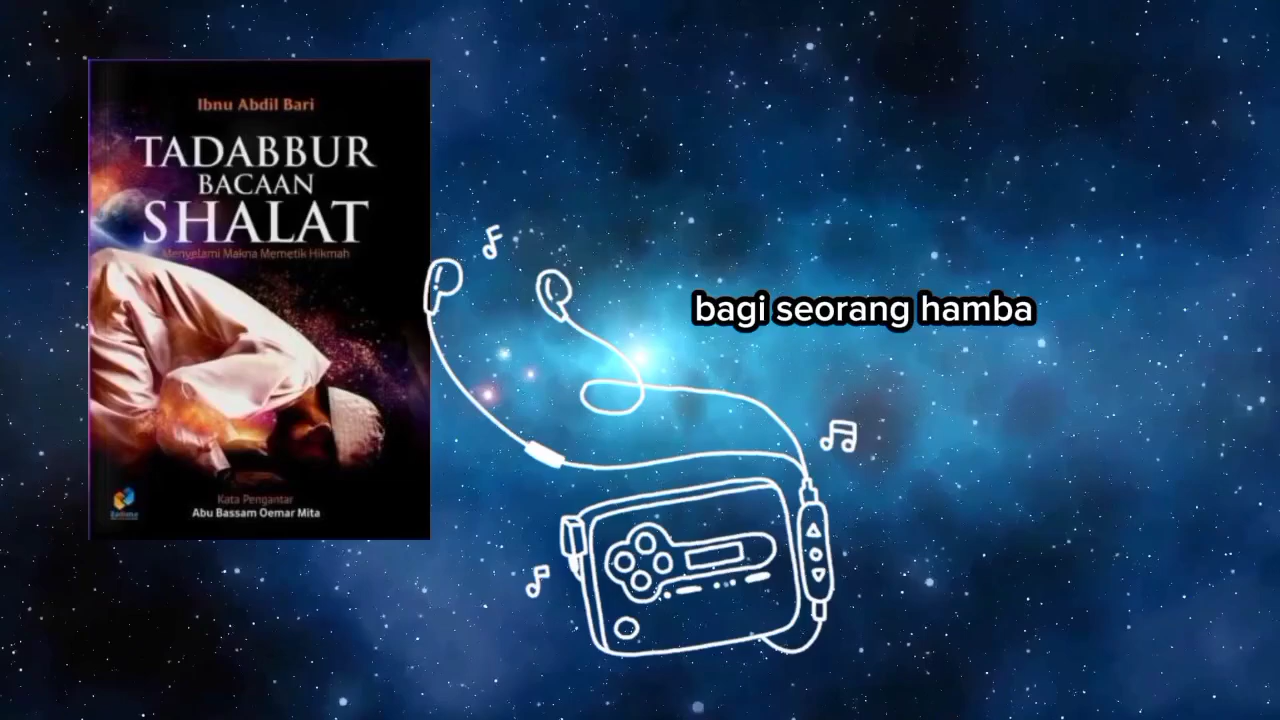 Ibnu Abdil Bari
TADABBUR
BACAAN
SHALAT
Menyelami Makna Memetik Hikmah
Kata Pengantar
Abu Bassam Oemar Mita
bagi seorang hamba